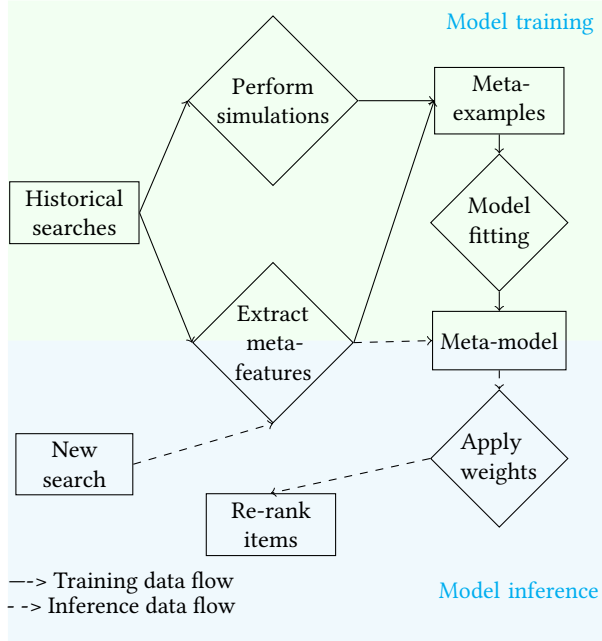 Model training
Perform
simulations
Meta-
examples
Historical
searches
Model
fitting
Extract
meta-
features
Meta-model
New
search
Apply
weights
Re-rank
items
—-> Training data flow
- -> Inference data flow
Model inference